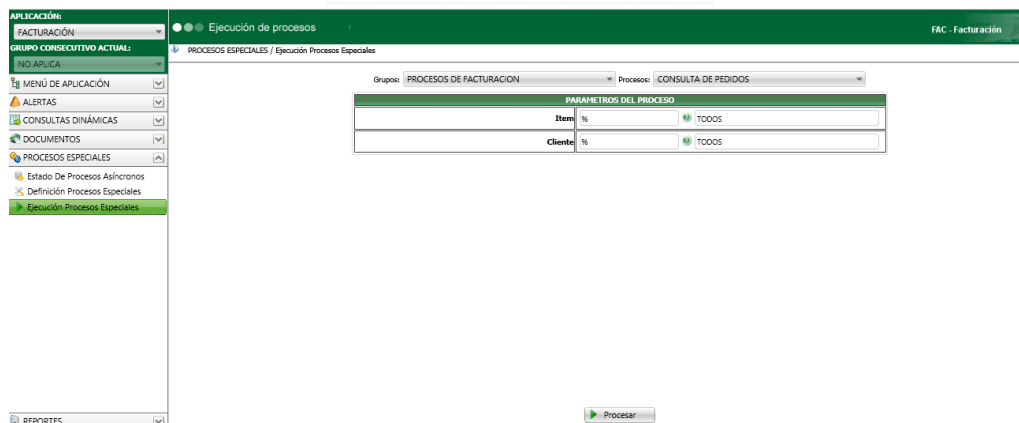 APLICACIÓN:
FACTURACIÓN
GRUPO CONSECUTIVO ACTUAL:
NO APLICA
MENÚ DE APLICACIÓN
ALERTAS
CONSULTAS DINÁMICAS
DOCUMENTOS
PROCESOS ESPECIALES
Estado De Procesos Asíncronos
Definición Procesos Especiales
Ejecución Procesos Especiales
REPORTES
Ejecución de procesos
FAC - Facturación
PROCESOS ESPECIALES / Ejecución Procesos Especiales
Grupos: PROCESOS DE FACTURACION Procesos: CONSULTA DE PEDIDOS
PARAMETROS DEL PROCESO
Item % TODOS
Cliente % TODOS
Procesar